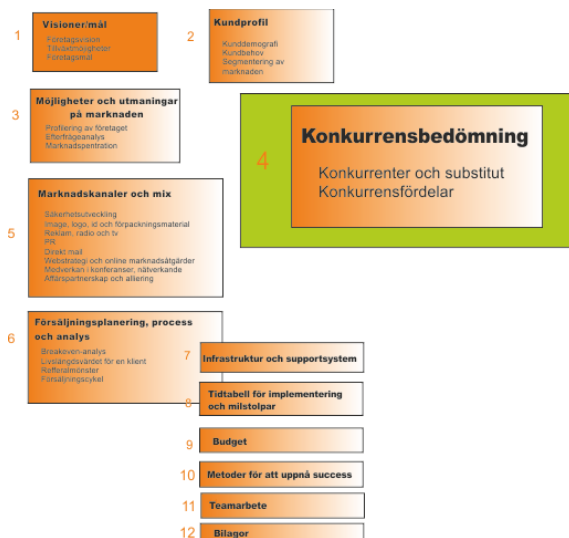 1
Visioner/mål
Företagsvision
Tillväxtmöjligheter
Företagsmål
2
Kundprofil
Kunddemografi
Kundbehov
Segmentering av
marknaden
3
Möjligheter och utmaningar
på marknaden
Profilering av företaget
Efterfrågeanalys
Marknadspentration
4
Konkurrensbedömning
Konkurrenter och substitut
Konkurrensfördelar
5
Marknadskanaler och mix
Säkerhetsutveckling
Image, logo, id och förpackningsmaterial
Reklam, radio och tv
PR
Direkt mail
Webstrategi och online marknadsåtgärder
Medverkan i konferanser, nätverkande
Affärspartnerskap och alliering
6
Försäljningsplanering, process
och analys
Breakeven-analys
Livslängdsvärdet för en klient
Refferalmönster
Försäljningscykel
7
Infrastruktur och supportsystem
8
Tidtabell för implementering
och milstolpar
9
Budget
10
Metoder för att uppnå success
11
Teamarbete
12
Bilagor